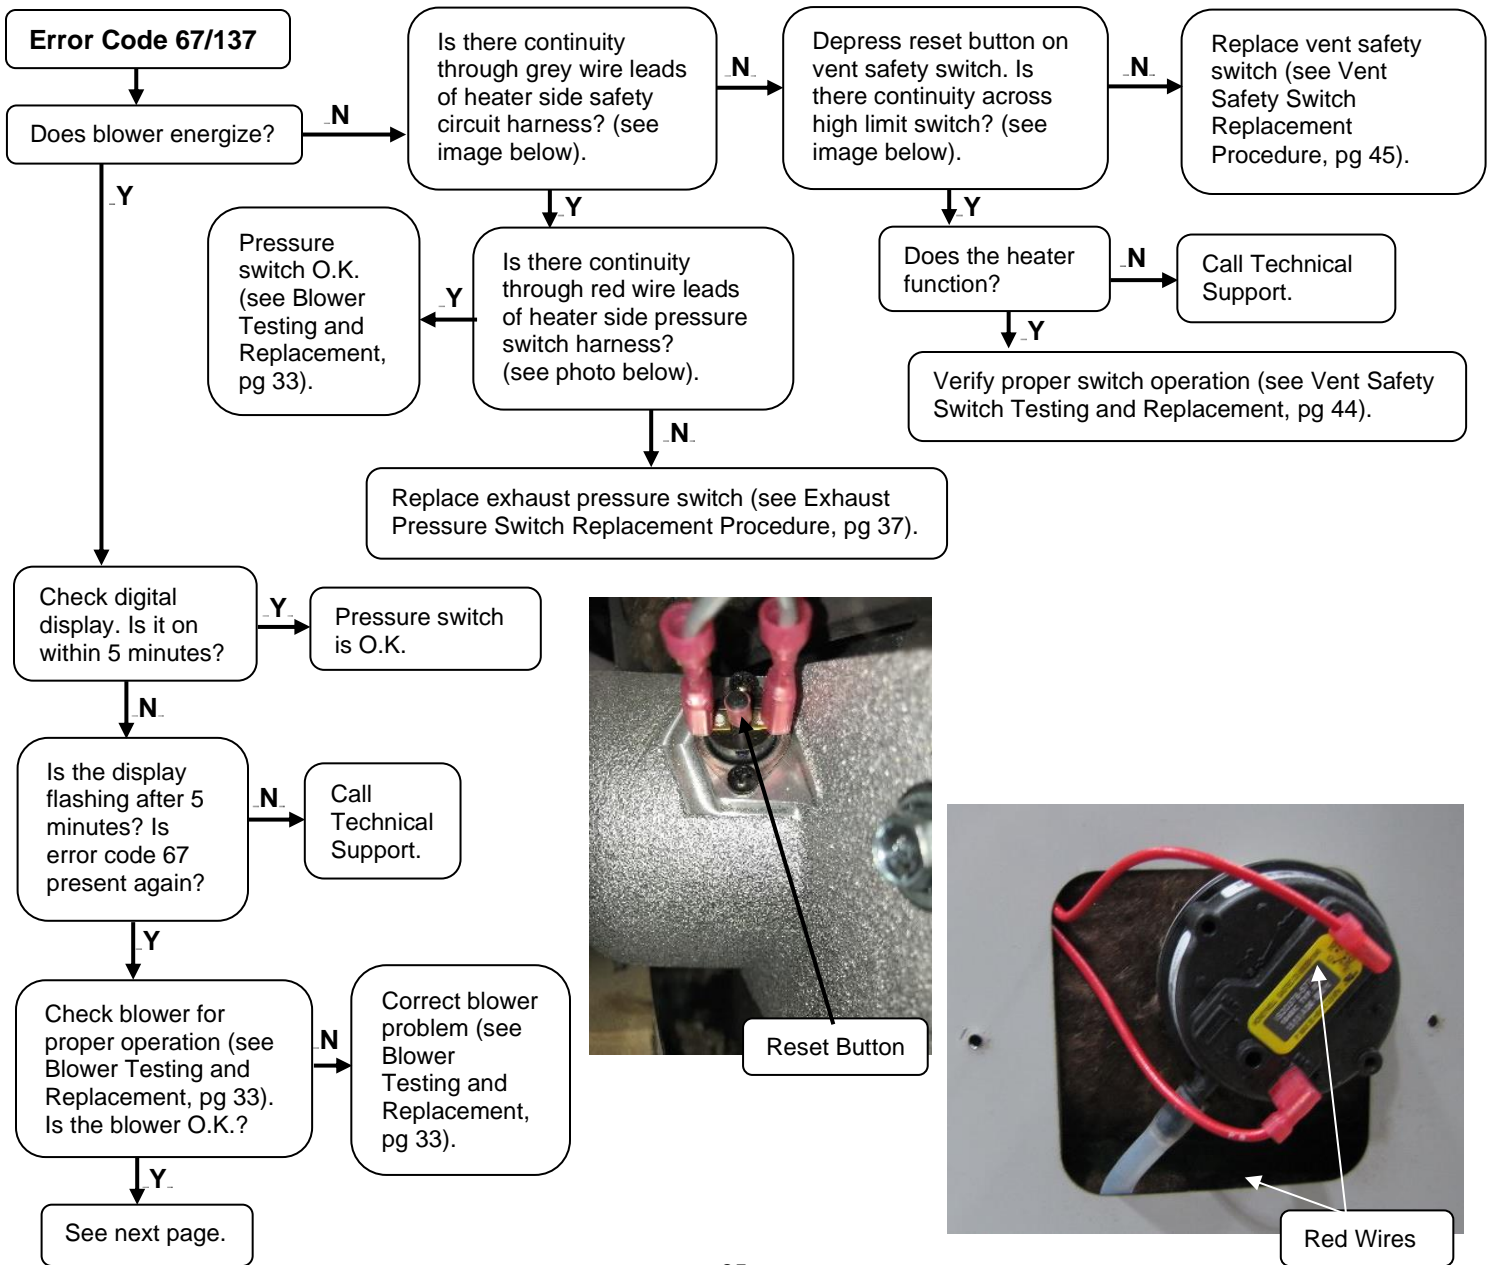 Error Code 67/137
Does blower energize?
N
Is there continuity
through grey wire leads
of heater side safety
circuit harness? (see
image below).
N
Depress reset button on
vent safety switch. Is
there continuity across
high limit switch? (see
image below).
N
Replace vent safety
switch (see Vent
Safety Switch
Replacement
Procedure, pg 45).
Y
Y
Y
Pressure
switch O.K.
(see Blower
Testing and
Replacement,
pg 33).
Y
Is there continuity
through red wire leads
of heater side pressure
switch harness?
(see photo below).
Does the heater
function?
N
Call Technical
Support.
Y
Verify proper switch operation (see Vent Safety
Switch Testing and Replacement, pg 44).
N
Replace exhaust pressure switch (see Exhaust
Pressure Switch Replacement Procedure, pg 37).
Check digital
display. Is it on
within 5 minutes?
Y
Pressure switch
is O.K.
N
Is the display
flashing after 5
minutes? Is
error code 67
present again?
N
Call
Technical
Support.
Y
Check blower for
proper operation (see
Blower Testing and
Replacement, pg 33).
Is the blower O.K.?
N
Correct blower
problem (see
Blower
Testing and
Replacement,
pg 33).
Y
See next page.
Reset Button
Red Wires